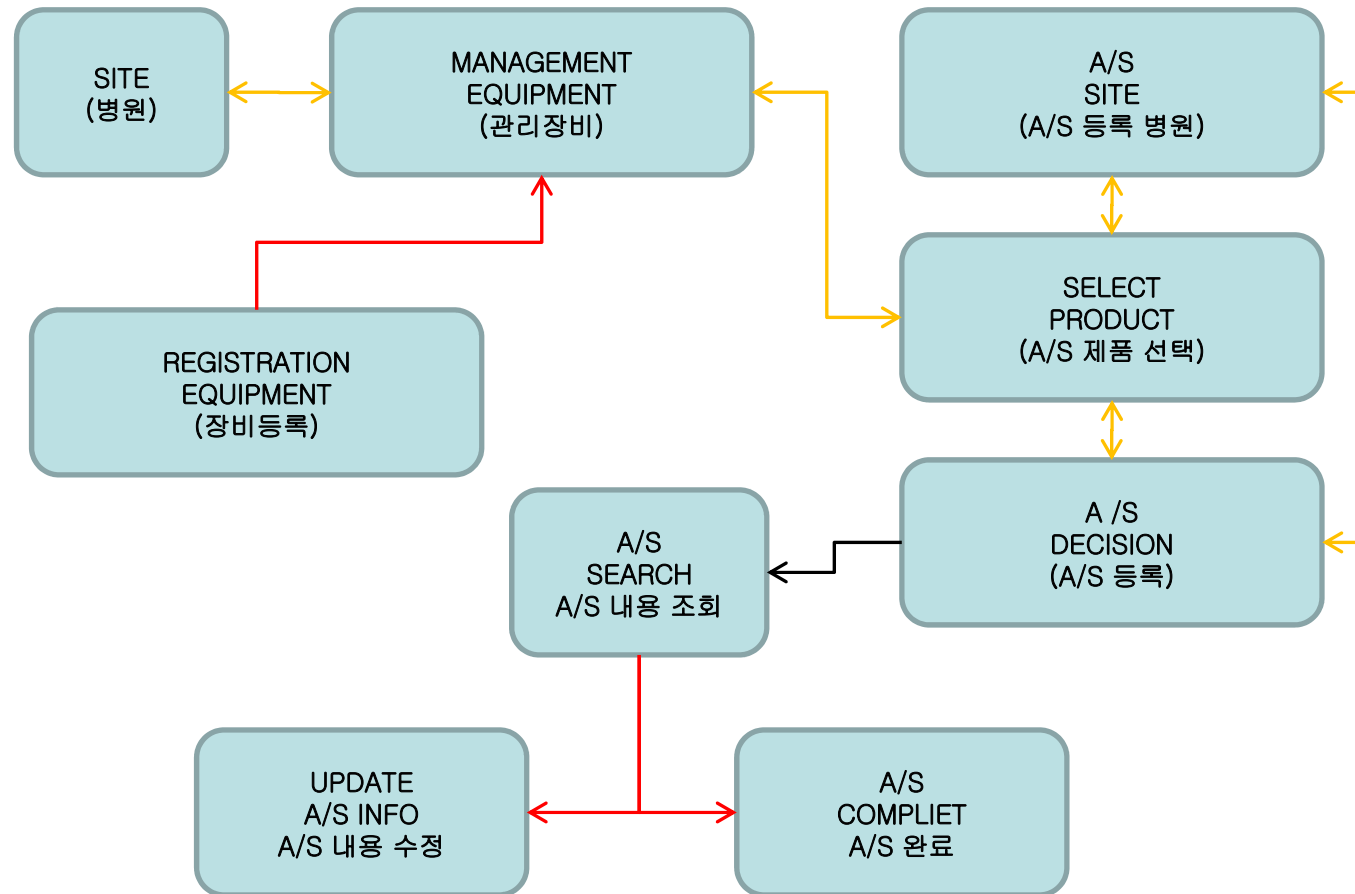 SITE
(병원)
MANAGEMENT
EQUIPMENT
(관리장비)
A/S
SITE
(A/S 등록 병원)
SELECT
PRODUCT
(A/S 제품 선택)
REGISTRATION
EQUIPMENT
(장비등록)
A /S
DECISION
(A/S 등록)
A/S
SEARCH
A/S 내용 조회
UPDATE
A/S INFO
A/S 내용 수정
A/S
COMPLIET
A/S 완료